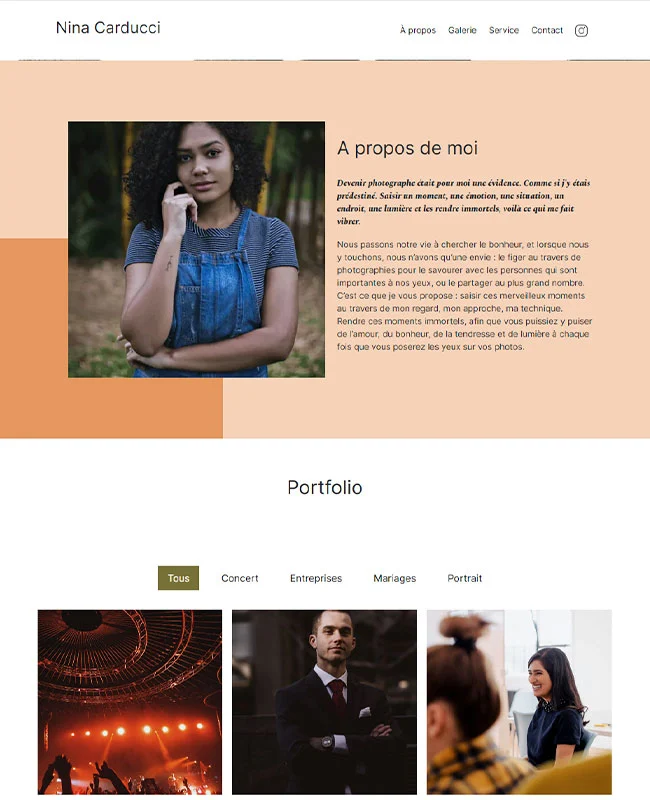 Nina Carducci
À propos Galerie Service Contact
A propos de moi
Devenir photographe était pour moi une évidence. Comme si j'y étais
prédestiné. Saisir un moment, une émotion, une situation, un
endroit, une lumière et les rendre immortels, voilà ce qui me fait
vibrer.
Nous passons notre vie à chercher le bonheur, et lorsque nous
y touchons, nous n'avons qu'une envie : le figer au travers de
photographies pour le savourer avec les personnes qui sont
importantes à nos yeux, ou le partager au plus grand nombre.
C'est ce que je vous propose : saisir ces merveilleux moments
au travers de mon regard, mon approche, ma technique.
Rendre ces moments immortels, afin que vous puissiez y puiser
de l'amour, du bonheur, de la tendresse et de lumière à chaque
fois que vous poserez les yeux sur vos photos.
Portfolio
Tous Concert Entreprises Mariages Portrait